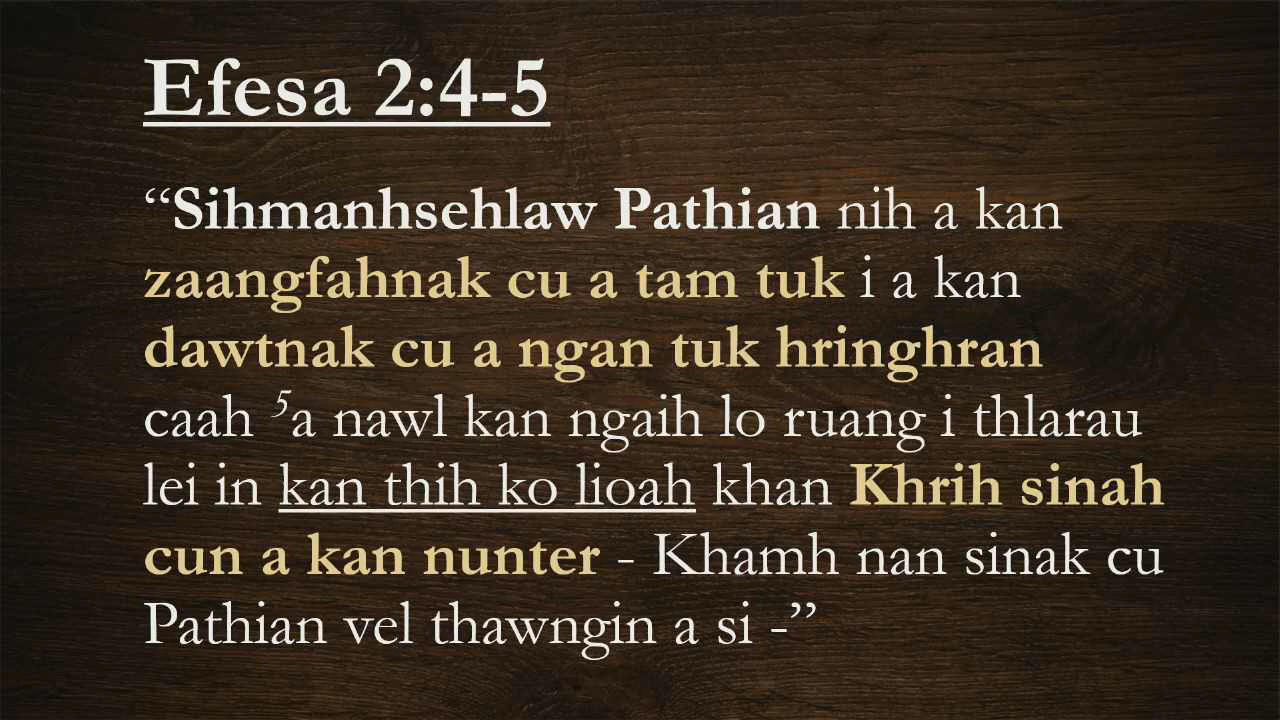 Efesa 2:4-5
“Sihmanhsehlaw Pathian nih a kan
zaangfahnak cu a tam tuk i a kan
dawtnak cu a ngan tuk hringhran
caah ⁵a nawl kan ngaih lo ruang i thlarau
lei in kan thih ko lioah khan Khrih sinah
cun a kan nunter - Khamh nan sinak cu
Pathian vel thawngin a si -”